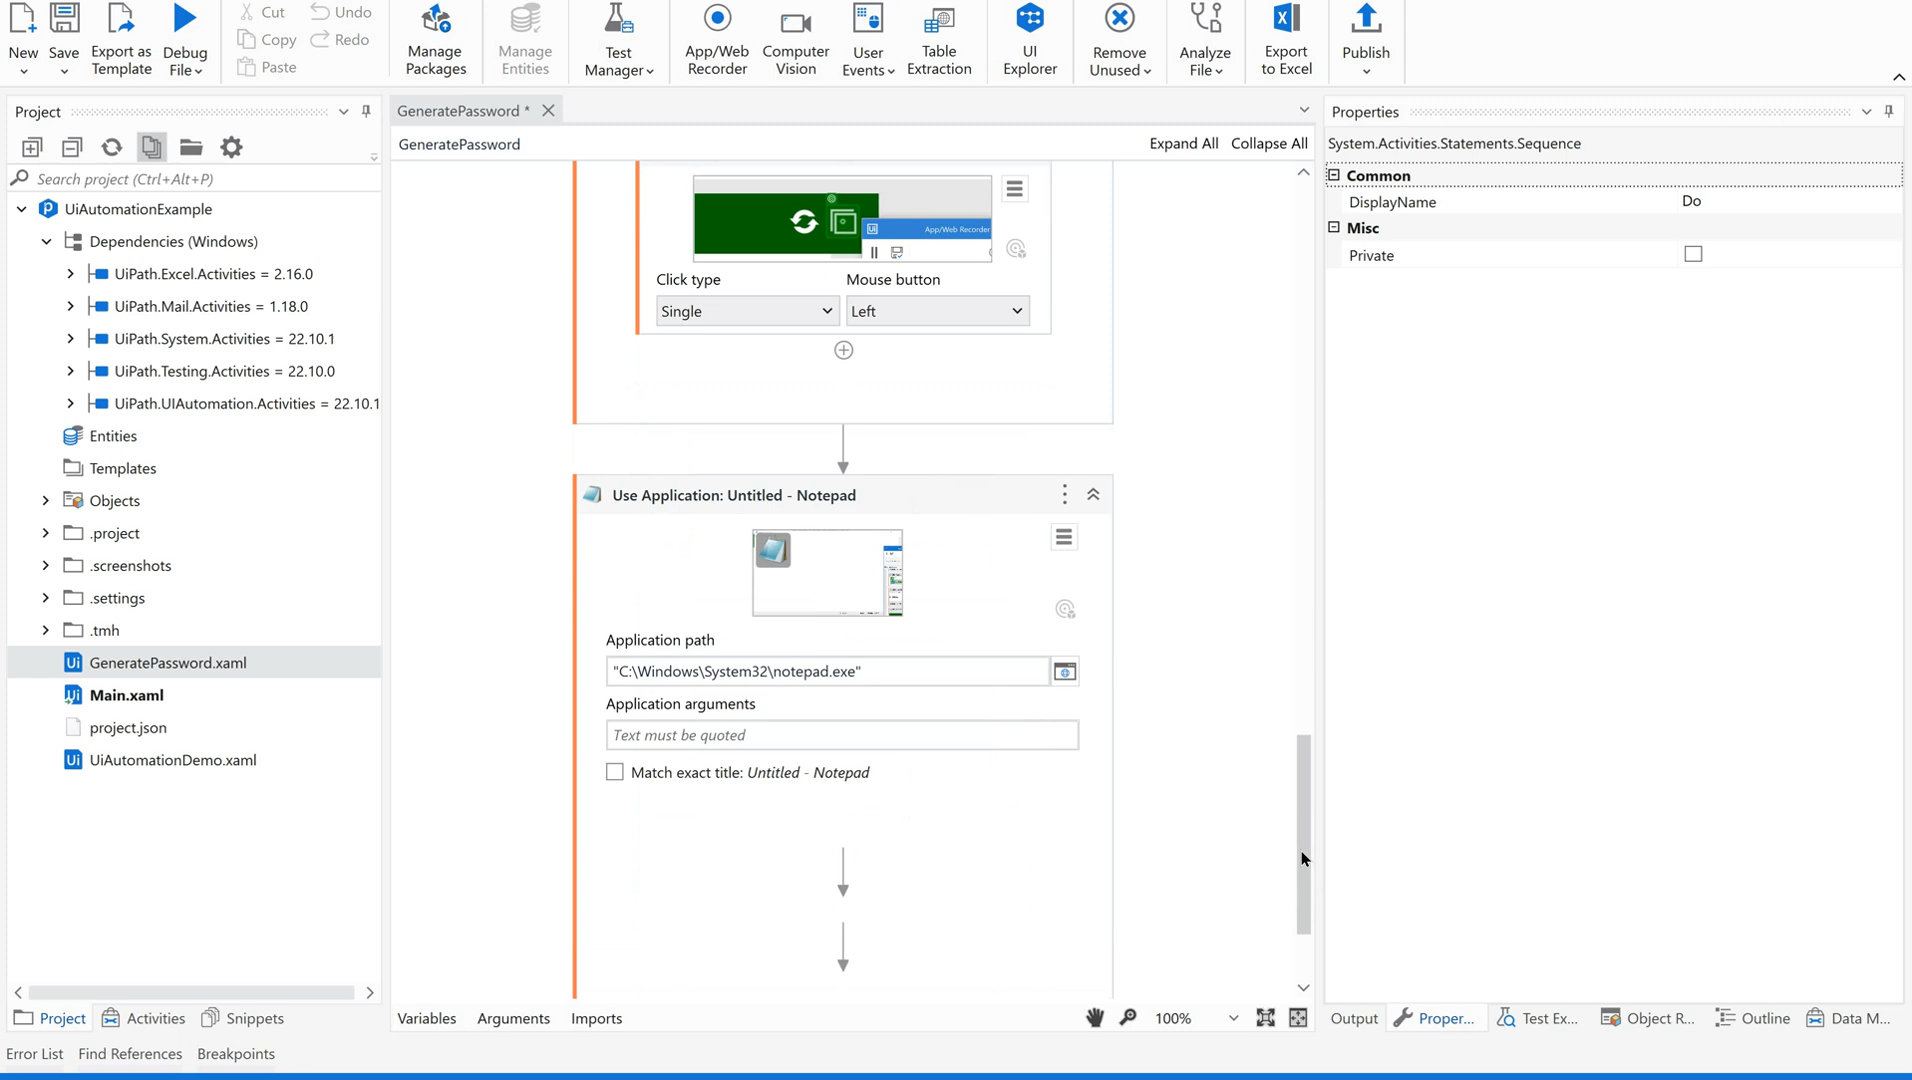 New
Save
Export as
Template
Debug
File
Cut
Copy
Paste
Undo
Redo
Manage
Packages
Manage
Entities
Test
Manager
App/Web
Recorder
Computer
Vision
User
Events
Table
Extraction
UI
Explorer
Remove
Unused
Analyze
File
Export
to Excel
Publish
Project
Search project (Ctrl+Alt+P)
UiAutomationExample
Dependencies (Windows)
UiPath.Excel.Activities = 2.16.0
UiPath.Mail.Activities = 1.18.0
UiPath.System.Activities = 22.10.1
UiPath.Testing.Activities = 22.10.0
UiPath.UIAutomation.Activities = 22.10.1
Entities
Templates
Objects
.project
.screenshots
.settings
.tmh
GeneratePassword.xaml
Main.xaml
project.json
UiAutomationDemo.xaml
Project
Activities
Snippets
GeneratePassword *
GeneratePassword
Expand All
Collapse All
App/Web Recorder
Click type
Mouse button
Single
Left
Use Application: Untitled - Notepad
Application path
"C:\Windows\System32\notepad.exe"
Application arguments
Text must be quoted
Match exact title: Untitled - Notepad
Variables
Arguments
Imports
100%
Properties
System.Activities.Statements.Sequence
Common
DisplayName
Do
Misc
Private
Output
Proper...
Test Ex...
Object R...
Outline
Data M...
Error List
Find References
Breakpoints